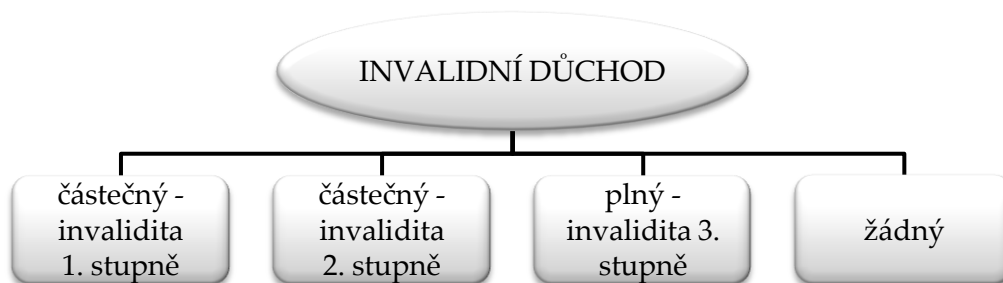 INVALIDNÍ DŮCHOD
částečný -
invalidita
1. stupně
částečný -
invalidita
2. stupně
plný -
invalidita 3.
stupně
žádný